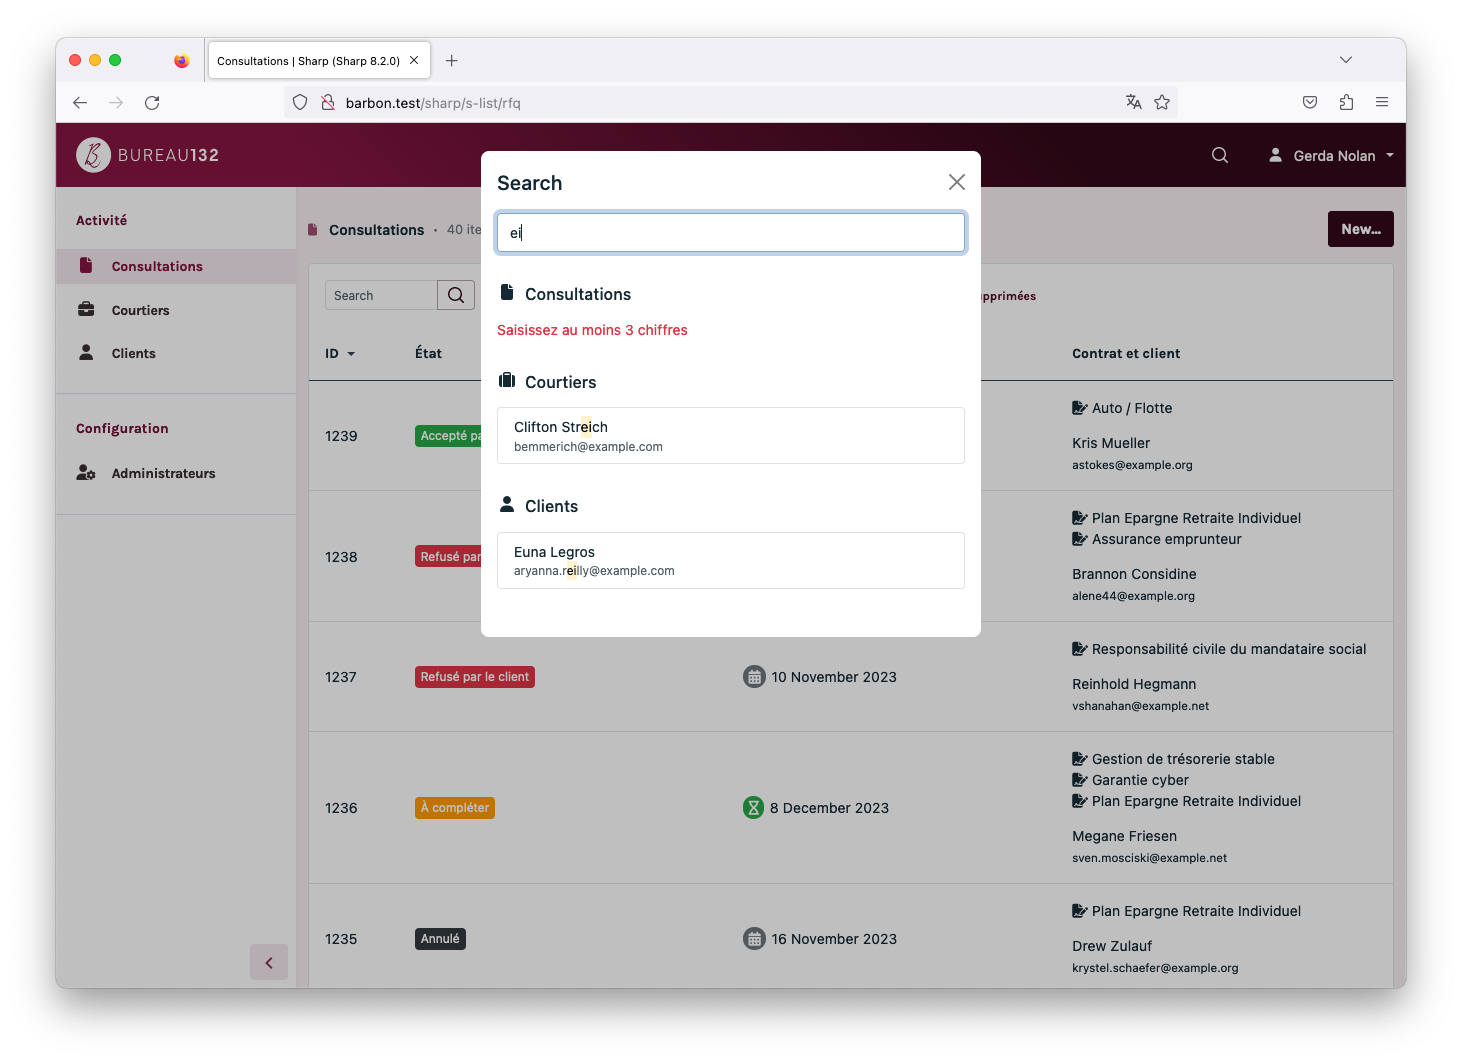 Consultations | Sharp (Sharp 8.2.0)
barbon.test/sharp/s-list/rfq
BUREAU132
Gerda Nolan
Activité
Consultations
Courtiers
Clients
Configuration
Administrateurs
Consultations · 40 ite
New...
Search
upprimées
ID
État
Contrat et client
1239
Accepté pa
Auto / Flotte
Kris Mueller
astokes@example.org
1238
Refusé par
Plan Epargne Retraite Individuel
Assurance emprunteur
Brannon Considine
alene44@example.org
1237
Refusé par le client
10 November 2023
Responsabilité civile du mandataire social
Reinhold Hegmann
vshanahan@example.net
1236
À compléter
8 December 2023
Gestion de trésorerie stable
Garantie cyber
Plan Epargne Retraite Individuel
Megane Friesen
sven.mosciski@example.net
1235
Annulé
16 November 2023
Plan Epargne Retraite Individuel
Drew Zulauf
krystel.schaefer@example.org
Search
ei
Consultations
Saisissez au moins 3 chiffres
Courtiers
Clifton Streich
bemmerich@example.com
Clients
Euna Legros
aryanna.reilly@example.com